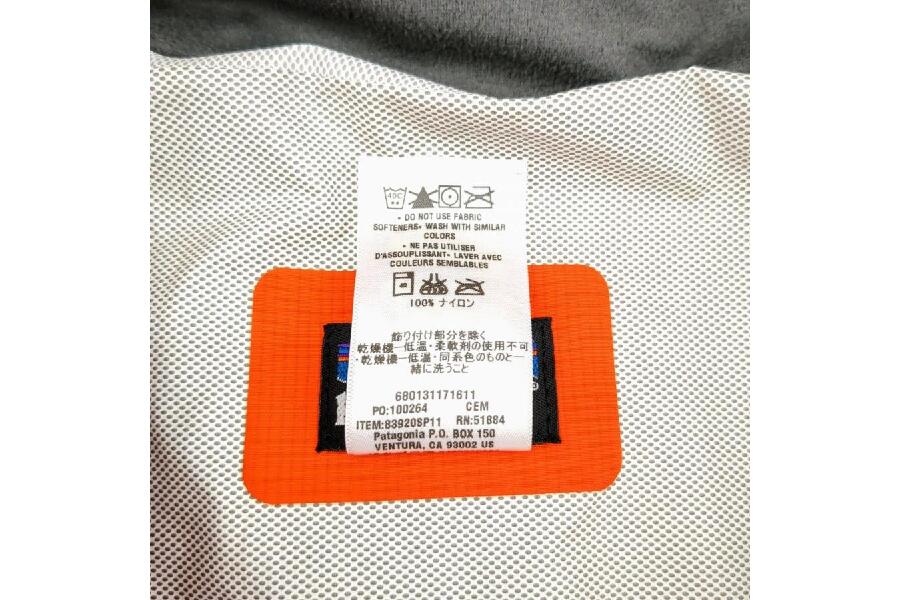 40C
• DO NOT USE FABRIC
SOFTENERS• WASH WITH SIMILAR
COLORS
• NE PAS UTILISER
D'ASSOUPLISSANT• LAVER AVEC
COULEURS SEMBLABLES
100% ナイロン
飾り付け部分を除く
乾燥機ー低温・柔軟剤の使用不可
・乾燥機ー低温・同系色のものと一
緒に洗うこと
680131171611
PO:100264 CEM
ITEM:83920SP11 RN:51884
Patagonia P.O. BOX 150
VENTURA, CA 93002 US